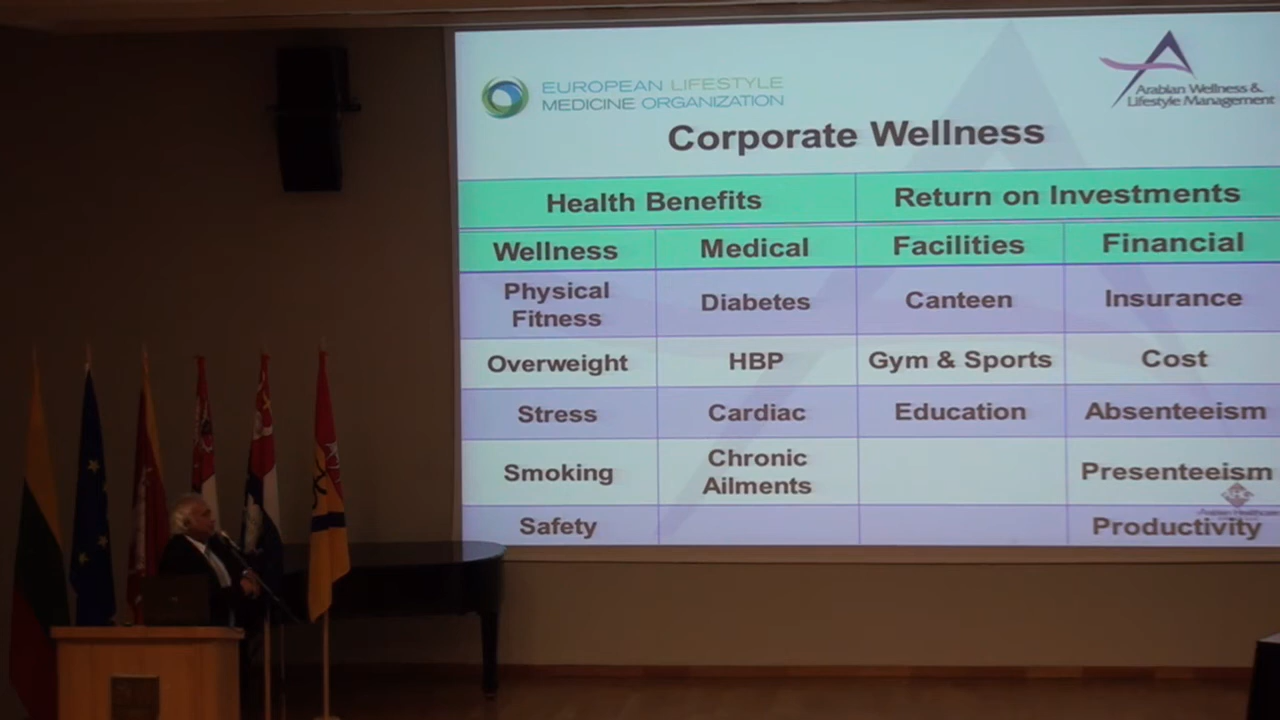 EUROPEAN LIFESTYLE
MEDICINE ORGANIZATION
Arabian Wellness &
Lifestyle Management
Corporate Wellness
Health Benefits
Return on Investments
Wellness
Medical
Facilities
Financial
Physical
Fitness
Diabetes
Canteen
Insurance
Overweight
HBP
Gym & Sports
Cost
Stress
Cardiac
Education
Absenteeism
Smoking
Chronic
Ailments
Presenteeism
Safety
Productivity